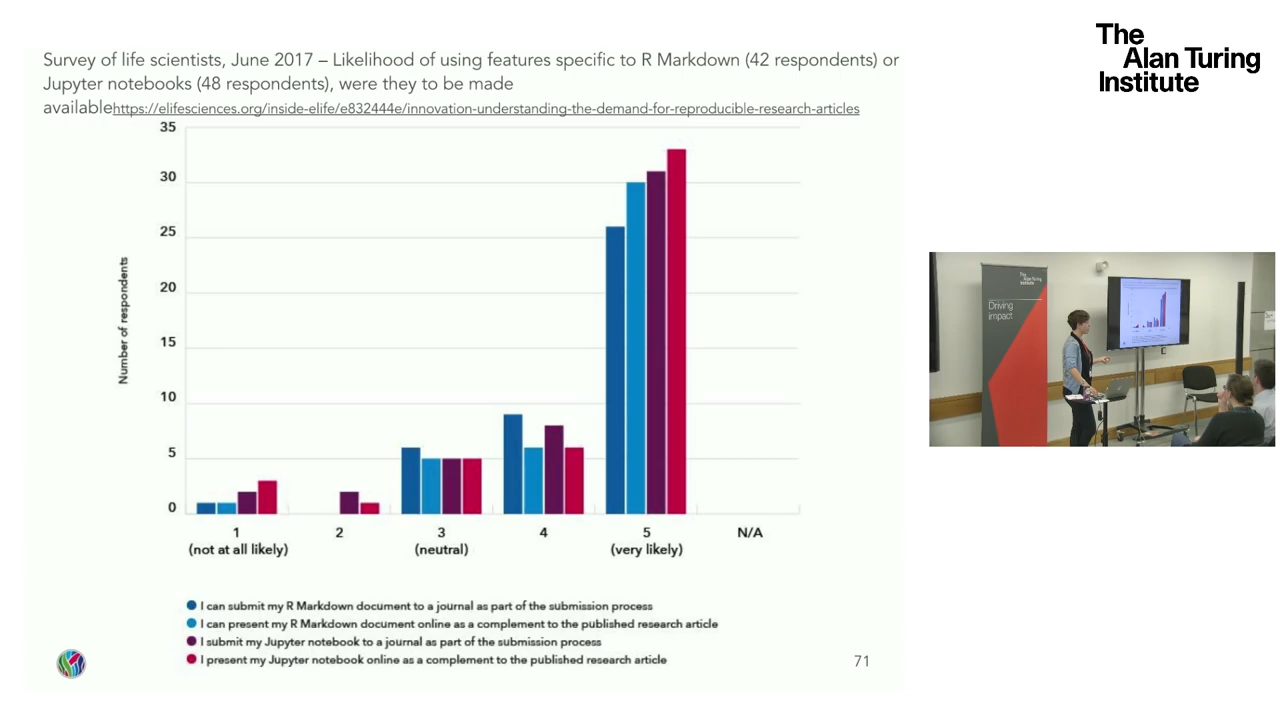 The
Alan Turing
Institute
Survey of life scientists, June 2017 – Likelihood of using features specific to R Markdown (42 respondents) or
Jupyter notebooks (48 respondents), were they to be made
availablehttps://elifesciences.org/inside-elife/e832444e/innovation-understanding-the-demand-for-reproducible-research-articles
35
30
25
20
15
10
5
0
Number of respondents
1
(not at all likely)
2
3
(neutral)
4
5
(very likely)
N/A
I can submit my R Markdown document to a journal as part of the submission process
I can present my R Markdown document online as a complement to the published research article
I submit my Jupyter notebook to a journal as part of the submission process
I present my Jupyter notebook online as a complement to the published research article
71
The
Alan Turing
Institute
Driving
impact